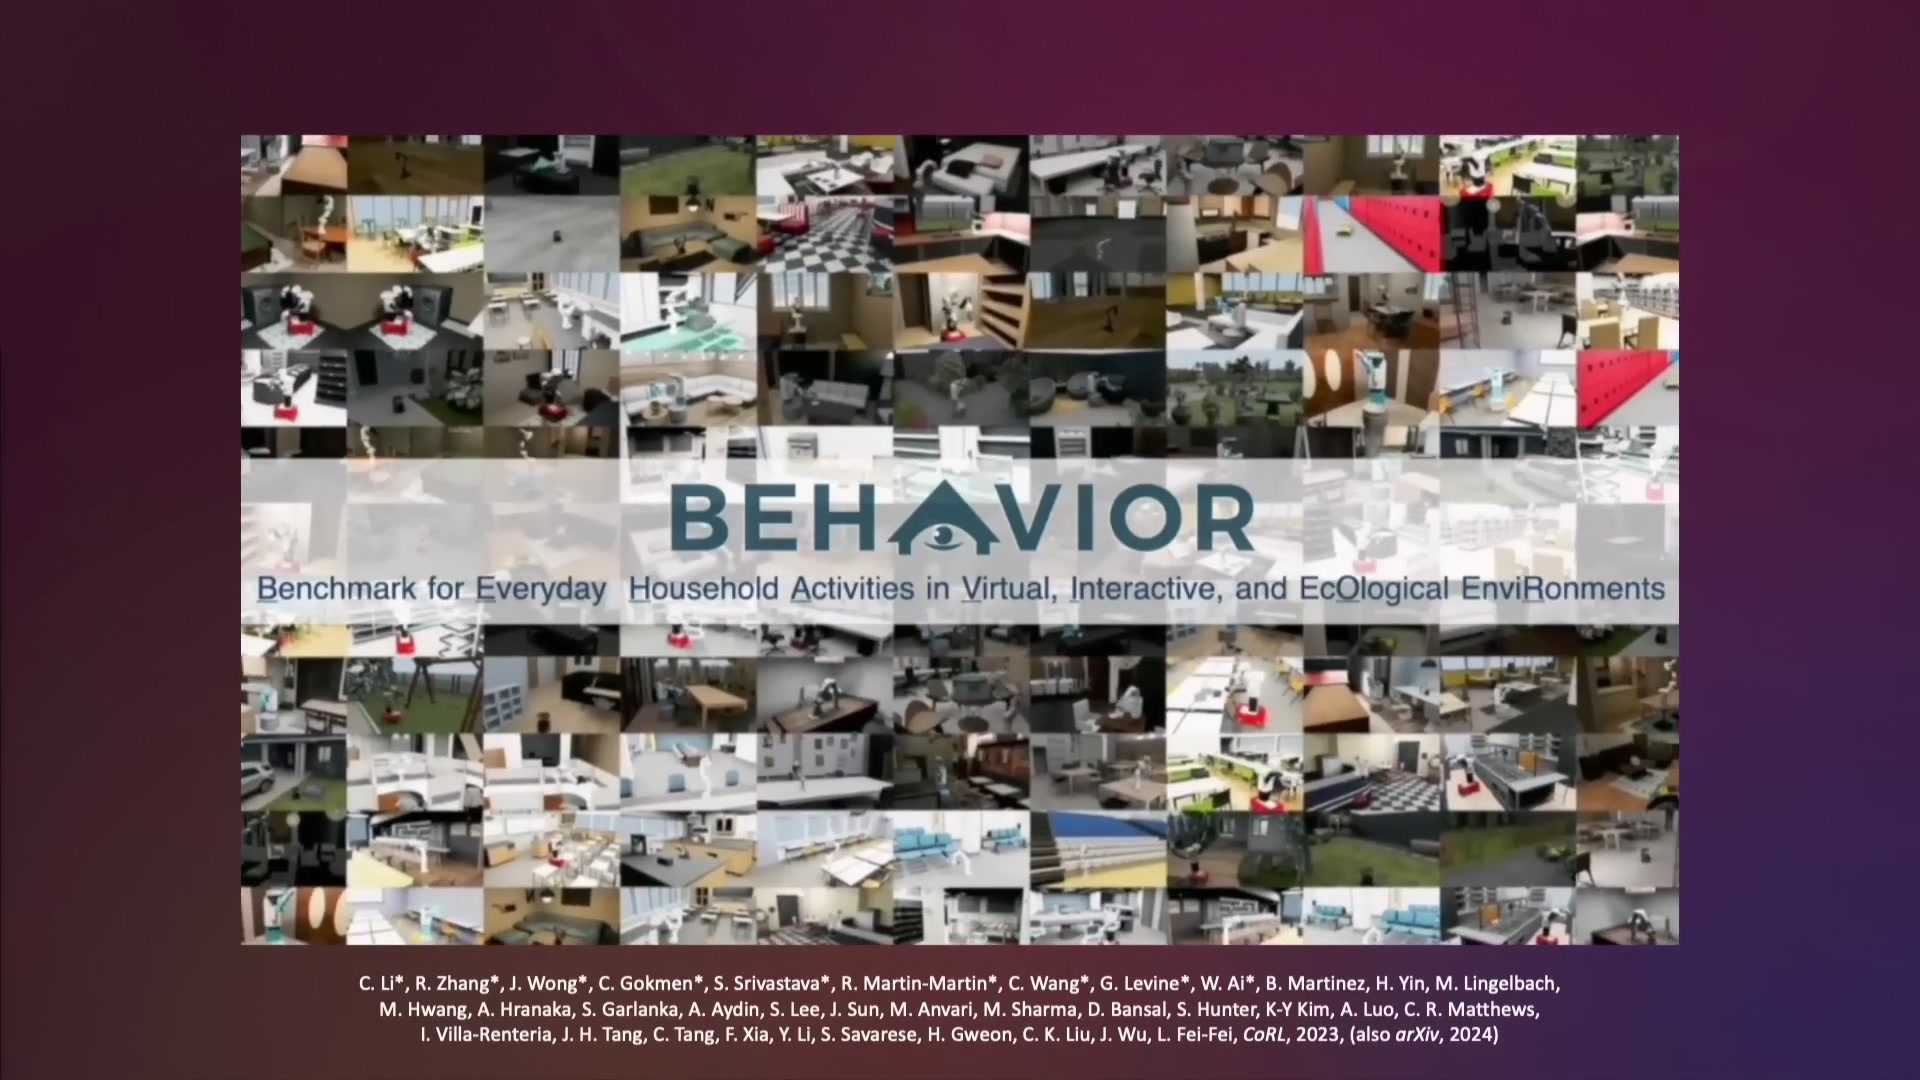 BEHAVIOR
Benchmark for Everyday Household Activities in Virtual, Interactive, and EcOlogical EnviRonments
C. Li*, R. Zhang*, J. Wong*, C. Gokmen*, S. Srivastava*, R. Martin-Martin*, C. Wang*, G. Levine*, W. Ai*, B. Martinez, H. Yin, M. Lingelbach,
M. Hwang, A. Hranaka, S. Garlanka, A. Aydin, S. Lee, J. Sun, M. Anvari, M. Sharma, D. Bansal, S. Hunter, K-Y Kim, A. Luo, C. R. Matthews,
I. Villa-Renteria, J. H. Tang, C. Tang, F. Xia, Y. Li, S. Savarese, H. Gweon, C. K. Liu, J. Wu, L. Fei-Fei, CoRL, 2023, (also arXiv, 2024)